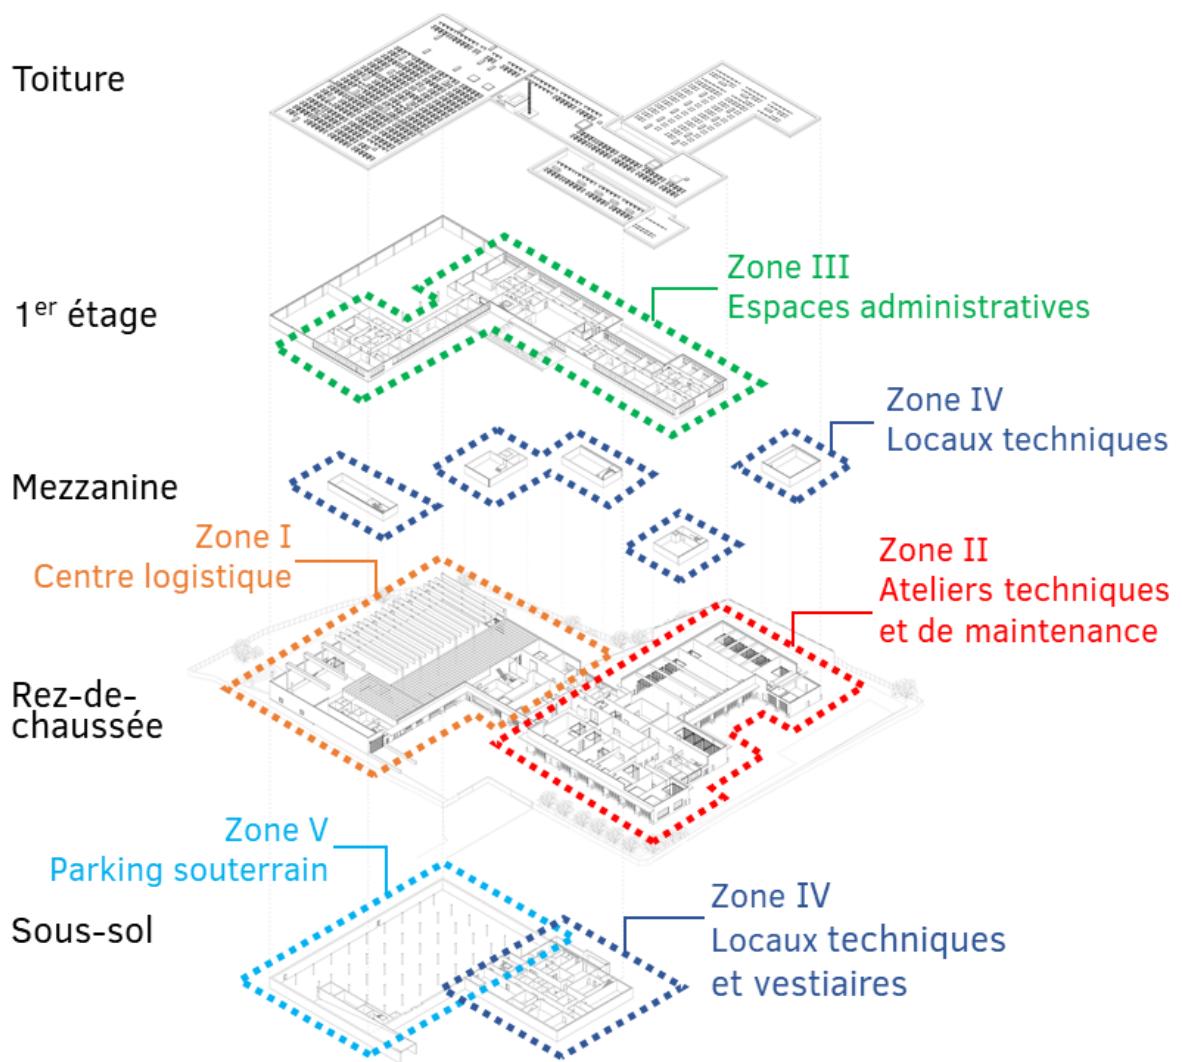 Toiture
Zone III
Espaces administratives
1er étage
Zone IV
Locaux techniques
Mezzanine
Zone I
Centre logistique
Zone II
Ateliers techniques
et de maintenance
Rez-de-
chaussée
Zone V
Parking souterrain
Zone IV
Locaux techniques
et vestiaires
Sous-sol